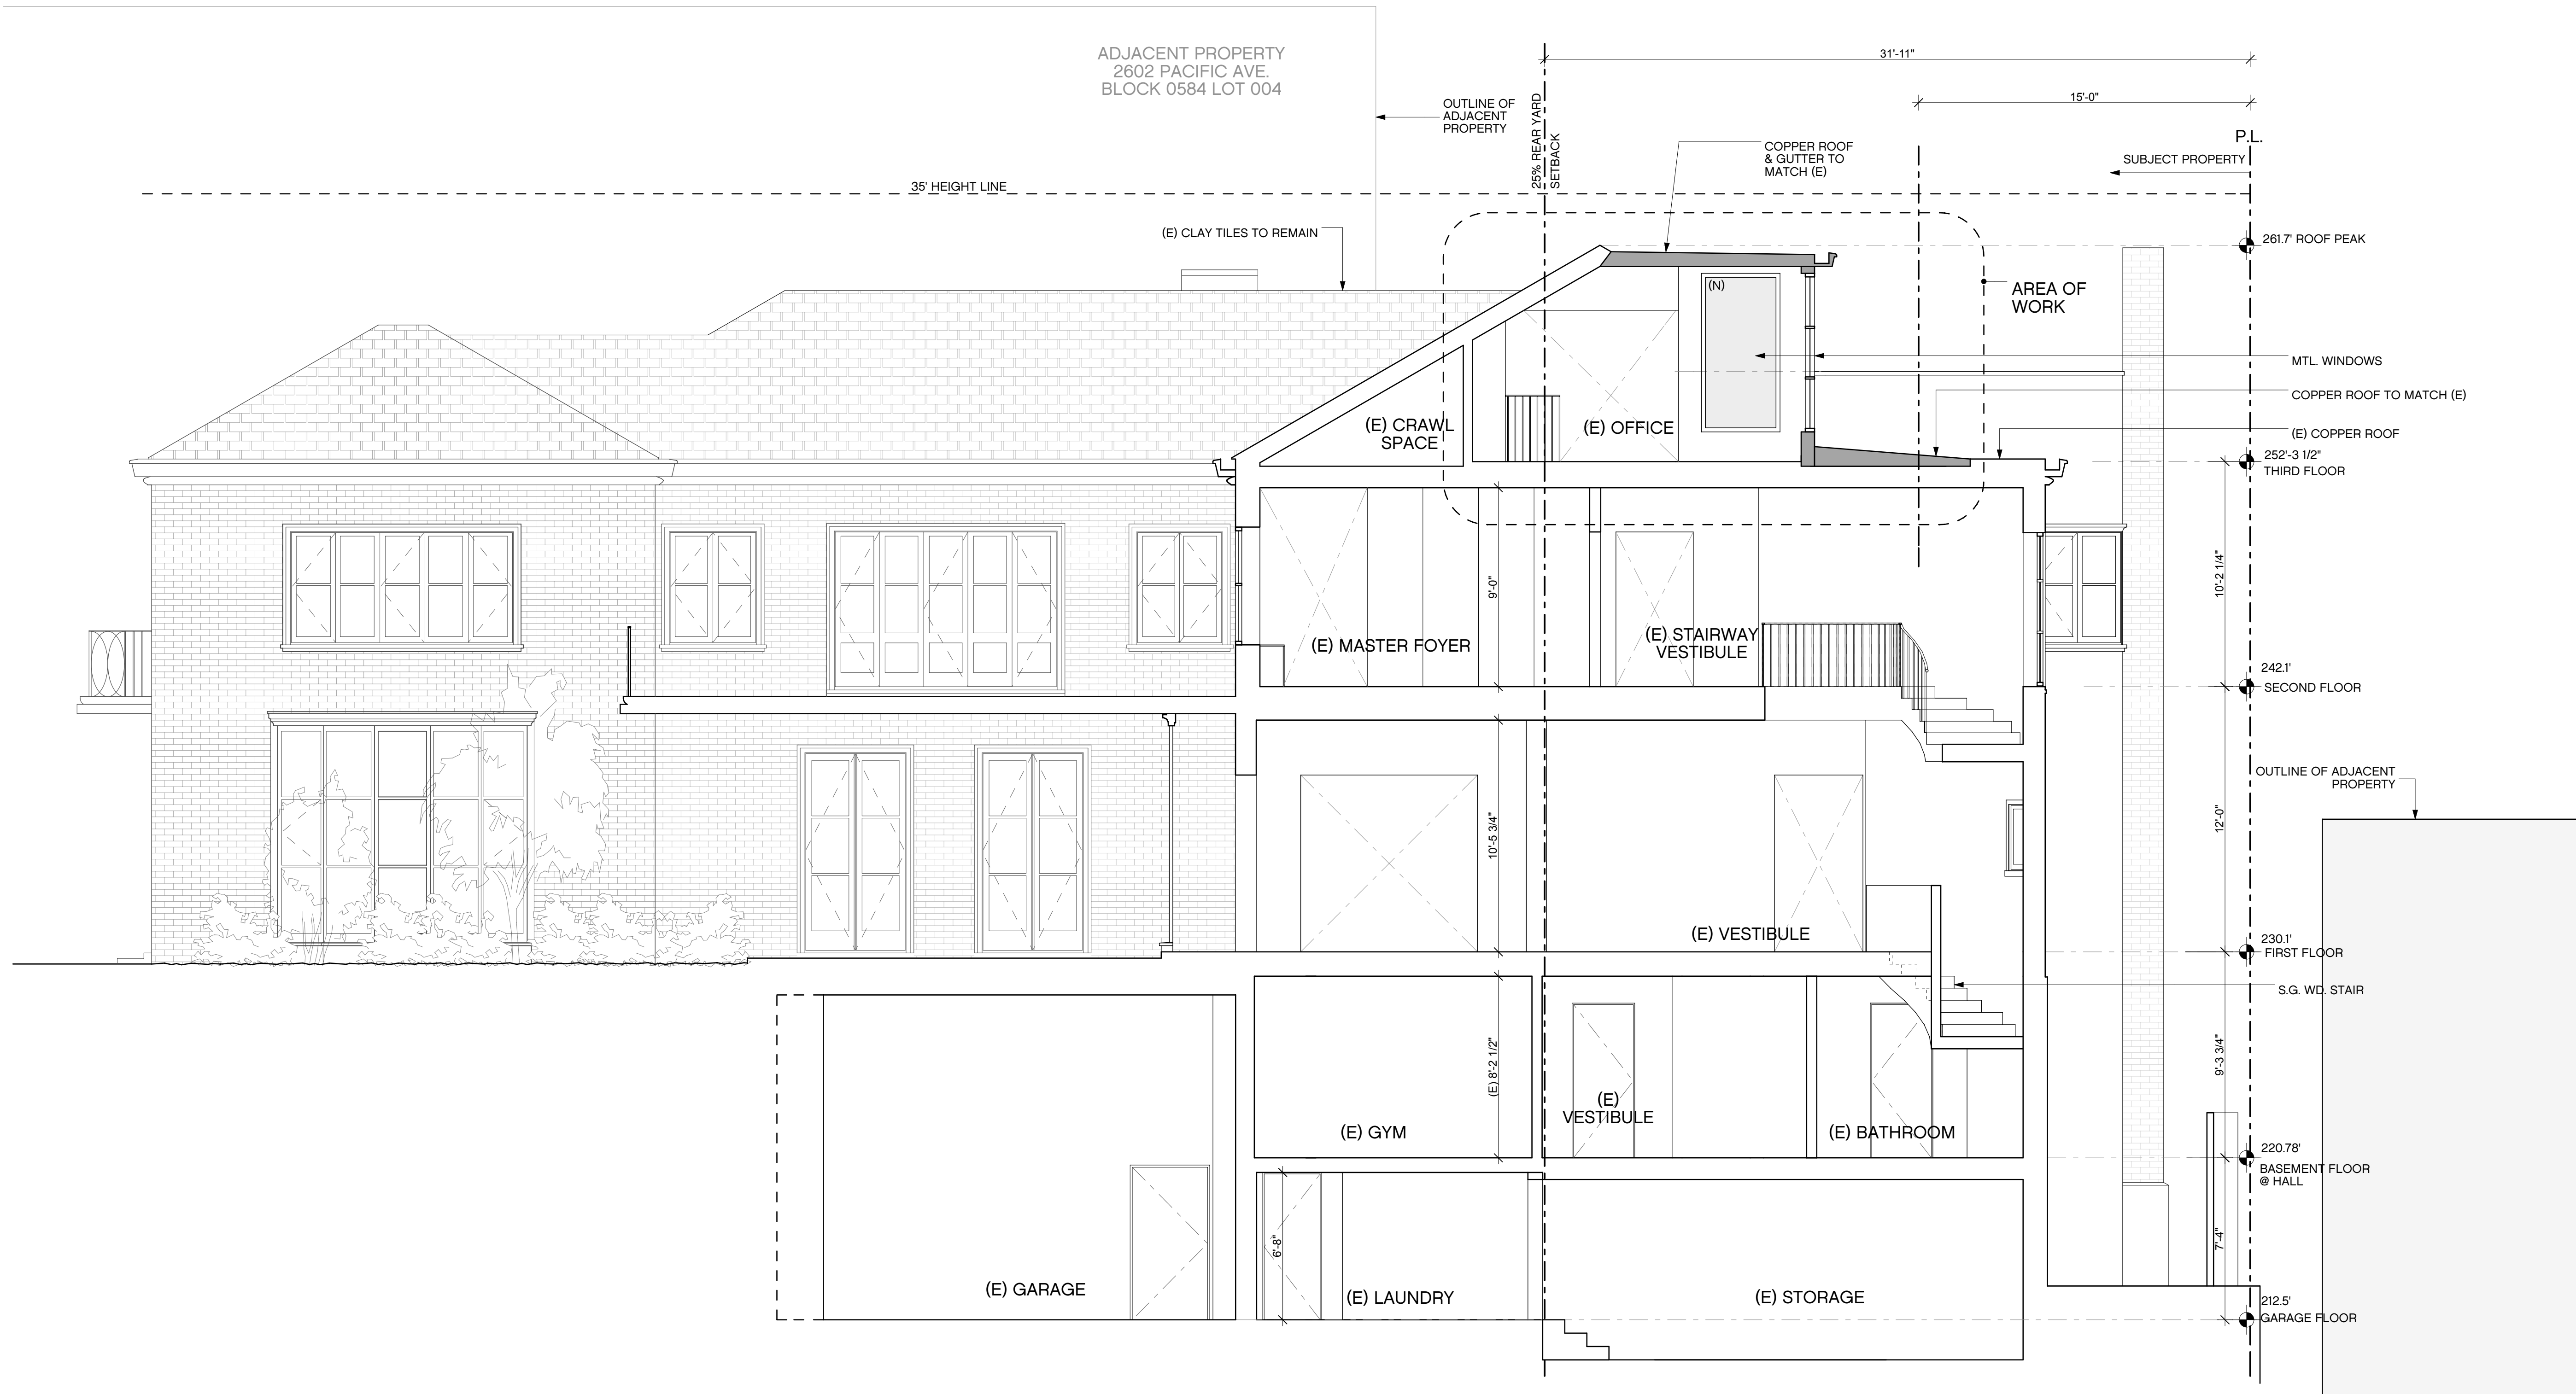 ADJACENT PROPERTY
2602 PACIFIC AVE.
BLOCK 0584 LOT 004
OUTLINE OF
ADJACENT
PROPERTY
25% REAR YARD
SETBACK
31'-11"
15'-0"
P.L.
SUBJECT PROPERTY
COPPER ROOF
& GUTTER TO
MATCH (E)
35' HEIGHT LINE
(E) CLAY TILES TO REMAIN
261.7' ROOF PEAK
(N)
AREA OF
WORK
MTL. WINDOWS
COPPER ROOF TO MATCH (E)
(E) CRAWL
SPACE
(E) OFFICE
(E) COPPER ROOF
252'-3 1/2"
THIRD FLOOR
9'-0"
10'-2 1/4"
(E) MASTER FOYER
(E) STAIRWAY
VESTIBULE
242.1'
SECOND FLOOR
OUTLINE OF ADJACENT
PROPERTY
10'-5 3/4"
12'-0"
(E) VESTIBULE
230.1'
FIRST FLOOR
S.G. WD. STAIR
(E) 8'-2 1/2"
9'-3 3/4"
(E) GYM
(E)
VESTIBULE
(E) BATHROOM
220.78'
BASEMENT FLOOR
@ HALL
6'-8"
7'-4"
(E) GARAGE
(E) LAUNDRY
(E) STORAGE
212.5'
GARAGE FLOOR